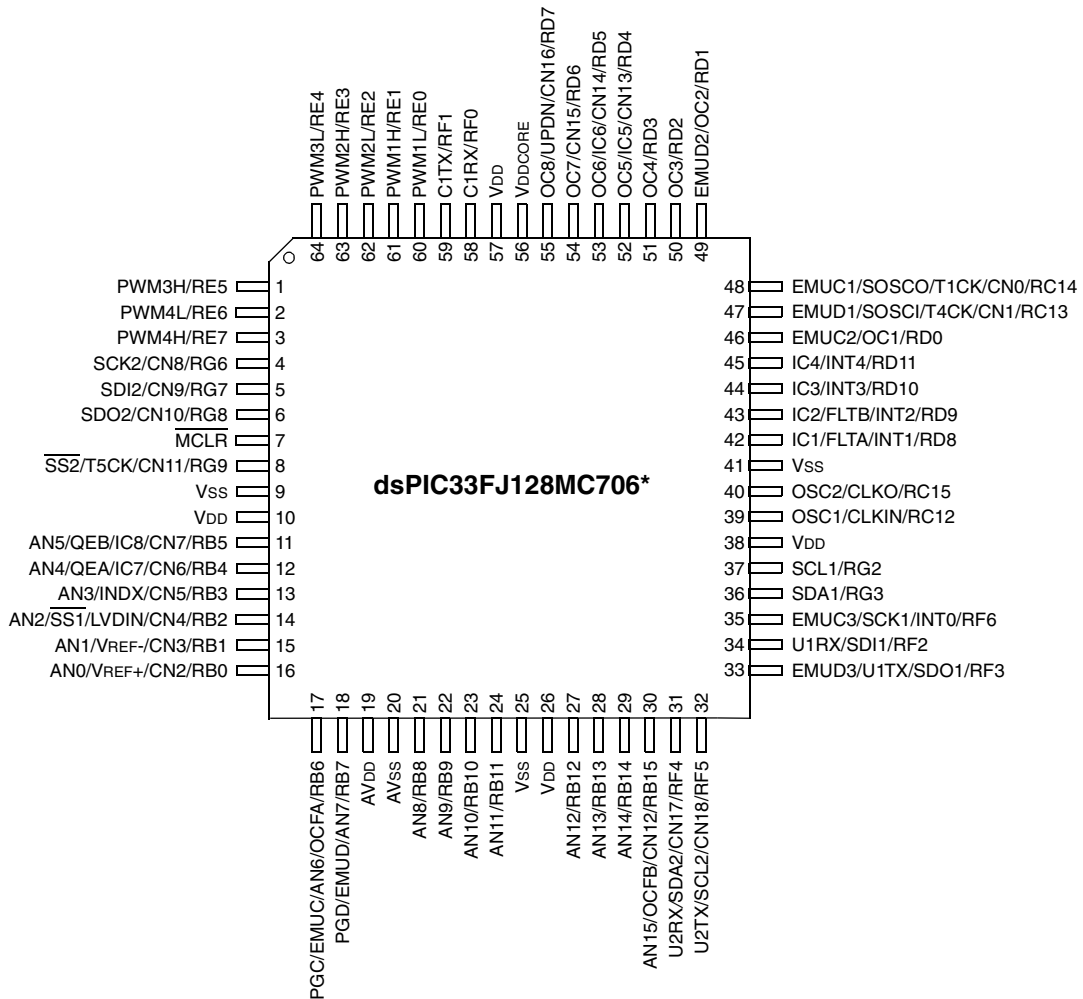 64 PWM3L/RE4
63 PWM2H/RE3
62 PWM2L/RE2
61 PWM1H/RE1
60 PWM1L/RE0
59 C1TX/RF1
58 C1RX/RF0
57 VDD
56 VDDCORE
55 OC8/UPDN/CN16/RD7
54 OC7/CN15/RD6
53 OC6/IC6/CN14/RD5
52 OC5/IC5/CN13/RD4
51 OC4/RD3
50 OC3/RD2
49 EMUD2/OC2/RD1
PWM3H/RE5 1
PWM4L/RE6 2
PWM4H/RE7 3
SCK2/CN8/RG6 4
SDI2/CN9/RG7 5
SDO2/CN10/RG8 6
MCLR 7
SS2/T5CK/CN11/RG9 8
VSS 9
VDD 10
AN5/QEB/IC8/CN7/RB5 11
AN4/QEA/IC7/CN6/RB4 12
AN3/INDX/CN5/RB3 13
AN2/SS1/LVDIN/CN4/RB2 14
AN1/VREF-/CN3/RB1 15
AN0/VREF+/CN2/RB0 16
dsPIC33FJ128MC706*
48 EMUC1/SOSCO/T1CK/CN0/RC14
47 EMUD1/SOSCI/T4CK/CN1/RC13
46 EMUC2/OC1/RD0
45 IC4/INT4/RD11
44 IC3/INT3/RD10
43 IC2/FLTB/INT2/RD9
42 IC1/FLTA/INT1/RD8
41 VSS
40 OSC2/CLKO/RC15
39 OSC1/CLKIN/RC12
38 VDD
37 SCL1/RG2
36 SDA1/RG3
35 EMUC3/SCK1/INT0/RF6
34 U1RX/SDI1/RF2
33 EMUD3/U1TX/SDO1/RF3
PGC/EMUC/AN6/OCFA/RB6 17
PGD/EMUD/AN7/RB7 18
AVDD 19
AVSS 20
AN8/RB8 21
AN9/RB9 22
AN10/RB10 23
AN11/RB11 24
VSS 25
VDD 26
AN12/RB12 27
AN13/RB13 28
AN14/RB14 29
AN15/OCFB/CN12/RB15 30
U2RX/SDA2/CN17/RF4 31
U2TX/SCL2/CN18/RF5 32